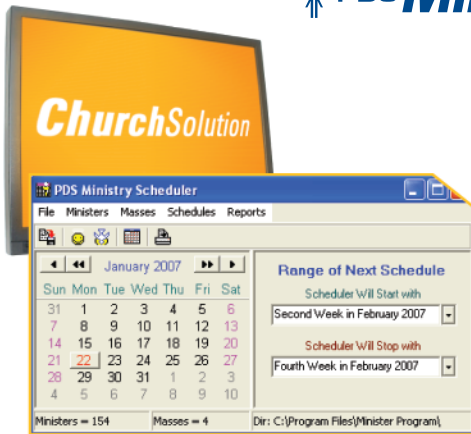 PDS Mini
ChurchSolution
PDS Ministry Scheduler
File Ministers Masses Schedules Reports
January 2007
Sun Mon Tue Wed Thu Fri Sat
31 1 2 3 4 5 6
7 8 9 10 11 12 13
14 15 16 17 18 19 20
21 22 23 24 25 26 27
28 29 30 31 1 2 3
4 5 6 7 8 9 10
Range of Next Schedule
Scheduler Will Start with
Second Week in February 2007
Scheduler Will Stop with
Fourth Week in February 2007
Ministers = 154 Masses = 4 Dir: C:\Program Files\Minister Program\